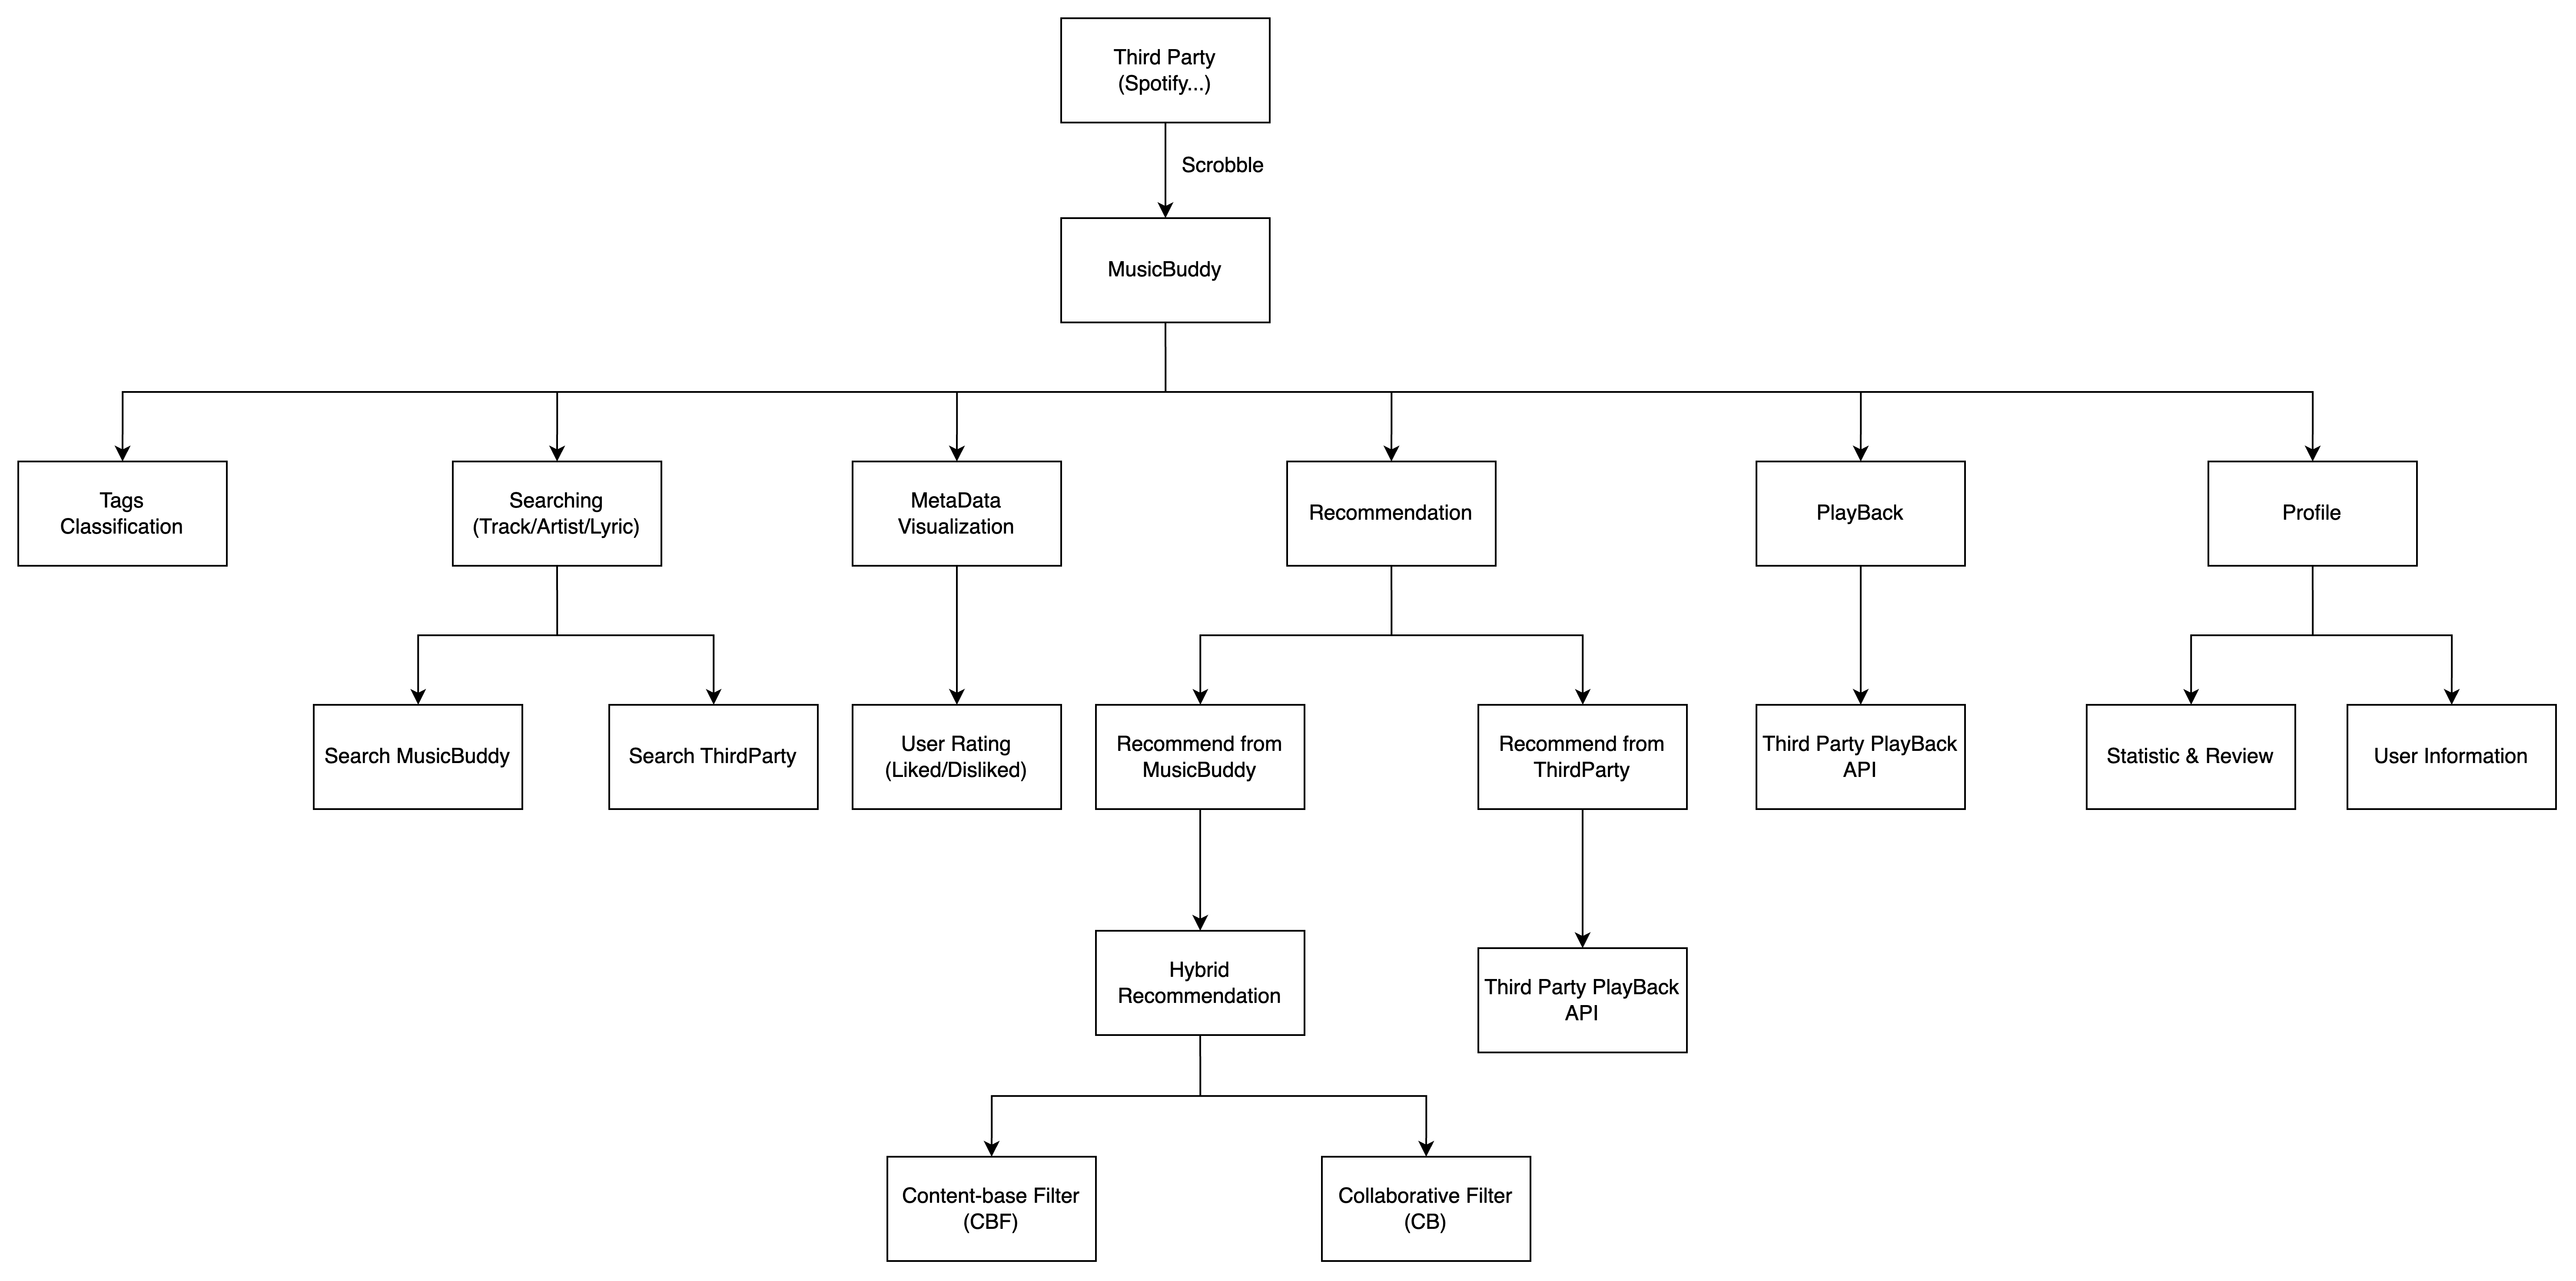 Third Party
(Spotify...)
Scrobble
MusicBuddy
Tags
Classification
Searching
(Track/Artist/Lyric)
MetaData
Visualization
Recommendation
PlayBack
Profile
Search MusicBuddy
Search ThirdParty
User Rating
(Liked/Disliked)
Recommend from
MusicBuddy
Recommend from
ThirdParty
Third Party PlayBack
API
Statistic & Review
User Information
Hybrid
Recommendation
Third Party PlayBack
API
Content-base Filter
(CBF)
Collaborative Filter
(CB)